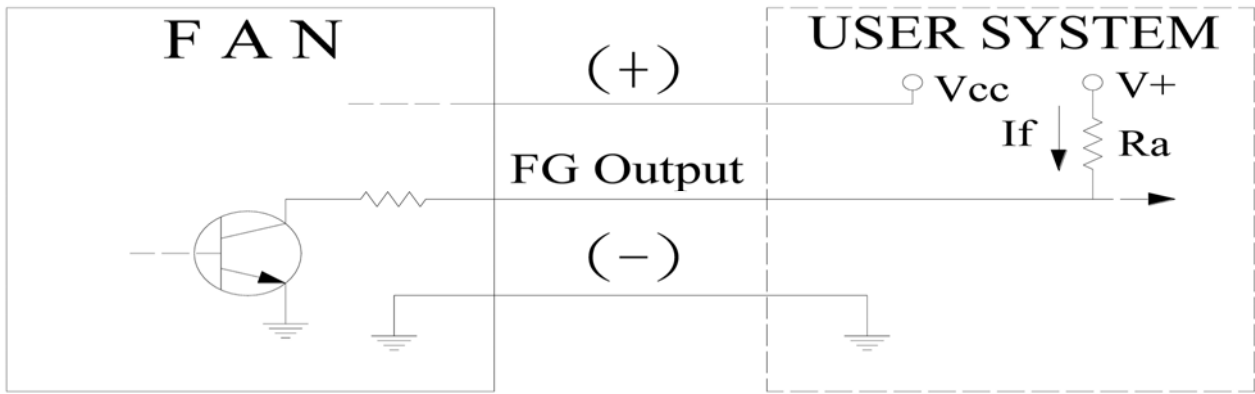 F A N
USER SYSTEM
(+)
Vcc
V+
If
Ra
FG Output
(-)